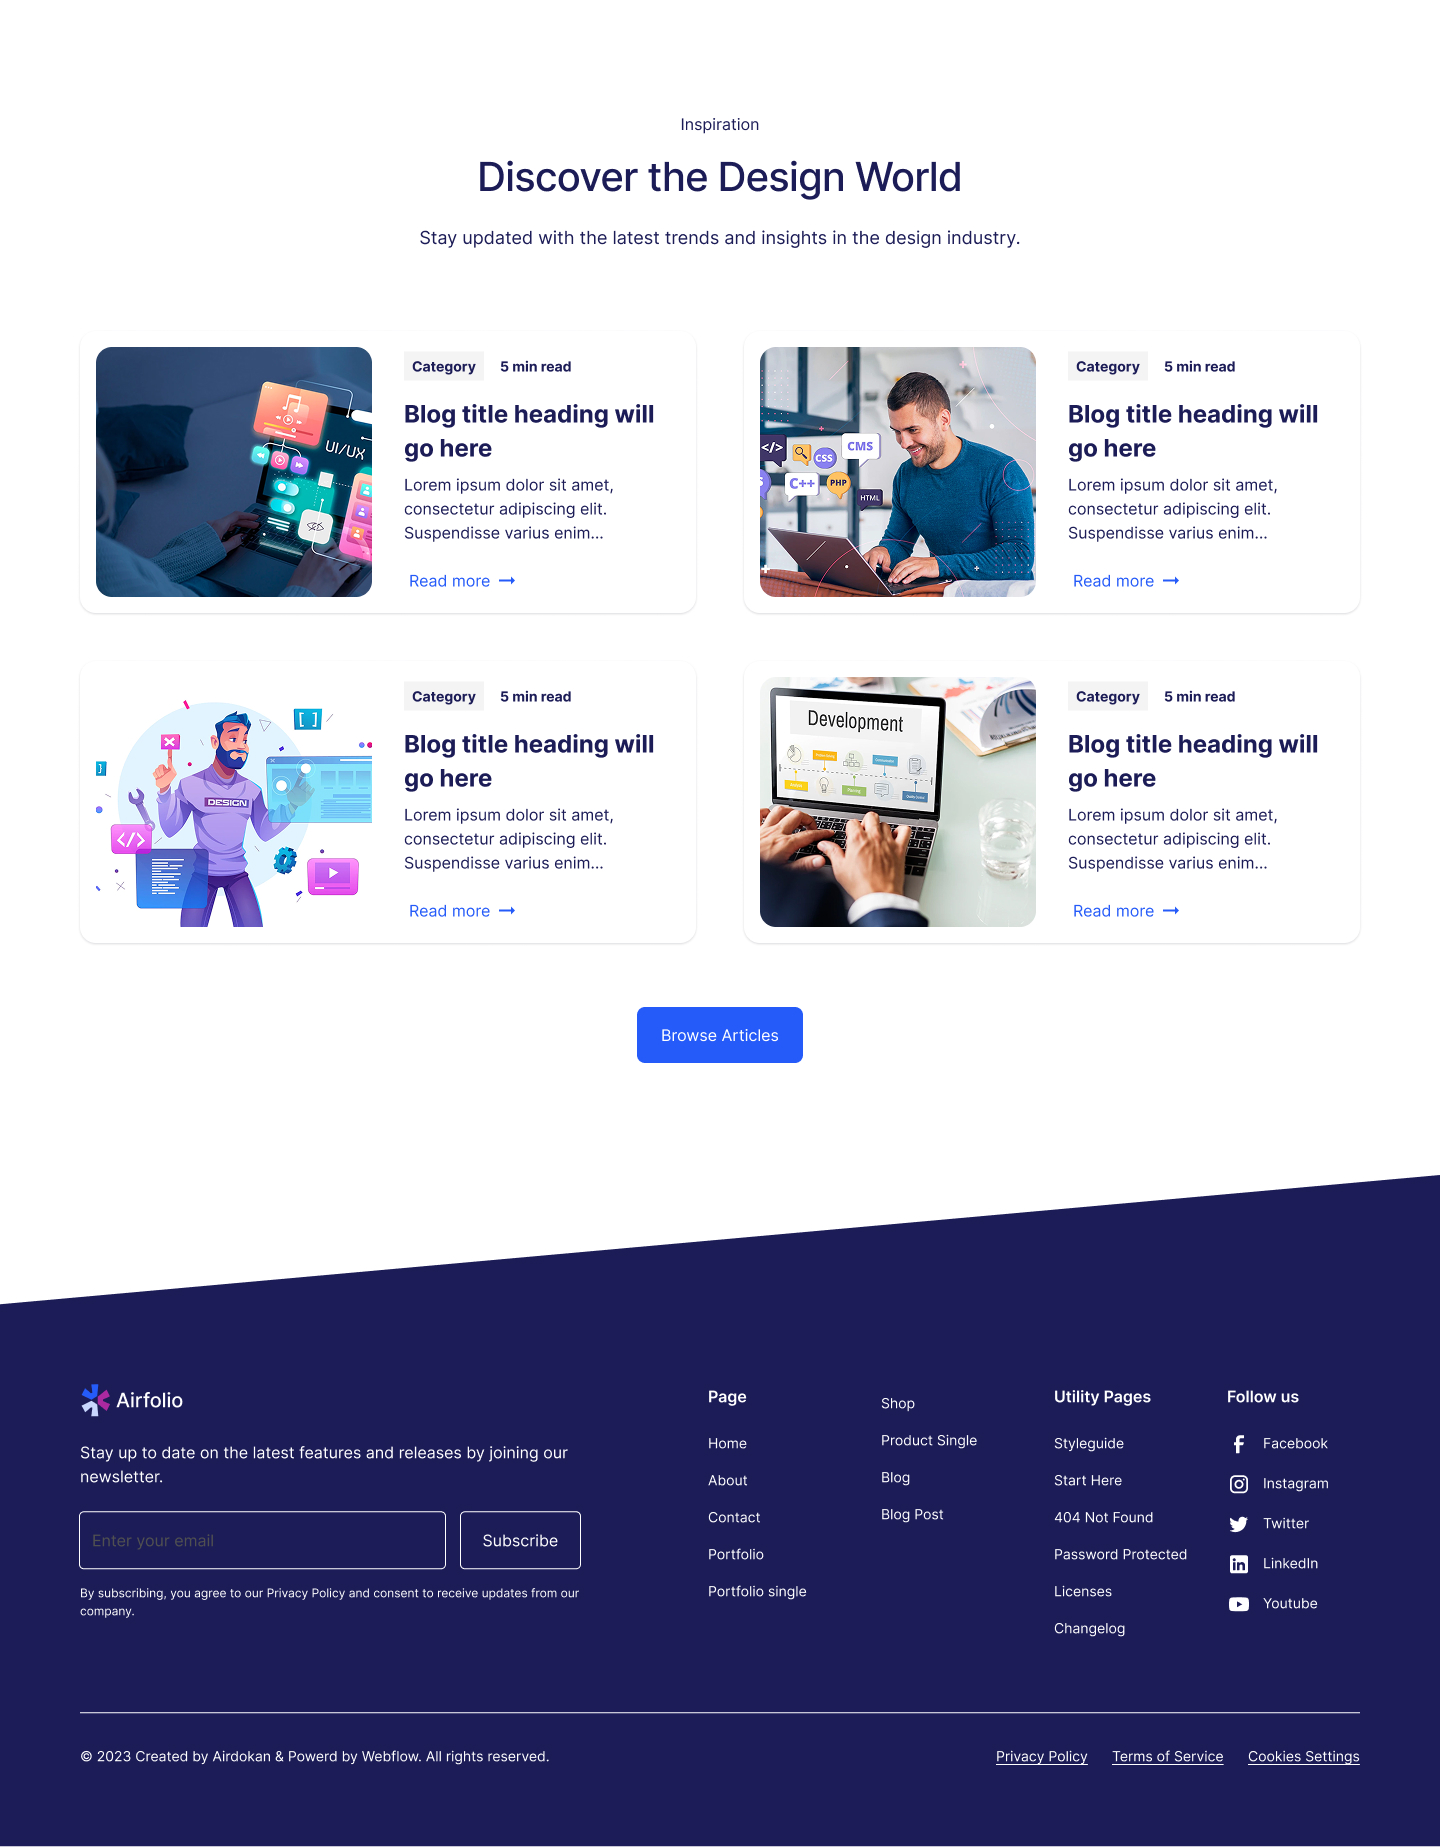 Inspiration
Discover the Design World
Stay updated with the latest trends and insights in the design industry.
UI/UX
Category
5 min read
Blog title heading will
go here
Lorem ipsum dolor sit amet,
consectetur adipiscing elit.
Suspendisse varius enim...
Read more
</>
CMS
CSS
C++
PHP
HTML
Category
5 min read
Blog title heading will
go here
Lorem ipsum dolor sit amet,
consectetur adipiscing elit.
Suspendisse varius enim...
Read more
[ ]
DESIGN
</>
Category
5 min read
Blog title heading will
go here
Lorem ipsum dolor sit amet,
consectetur adipiscing elit.
Suspendisse varius enim...
Read more
Development
Category
5 min read
Blog title heading will
go here
Lorem ipsum dolor sit amet,
consectetur adipiscing elit.
Suspendisse varius enim...
Read more
Browse Articles
Airfolio
Stay up to date on the latest features and releases by joining our
newsletter.
Enter your email
Subscribe
By subscribing, you agree to our Privacy Policy and consent to receive updates from our
company.
Page
Home
About
Contact
Portfolio
Portfolio single
Shop
Product Single
Blog
Blog Post
Utility Pages
Styleguide
Start Here
404 Not Found
Password Protected
Licenses
Changelog
Follow us
Facebook
Instagram
Twitter
LinkedIn
Youtube
© 2023 Created by Airdokan & Powerd by Webflow. All rights reserved.
Privacy Policy
Terms of Service
Cookies Settings